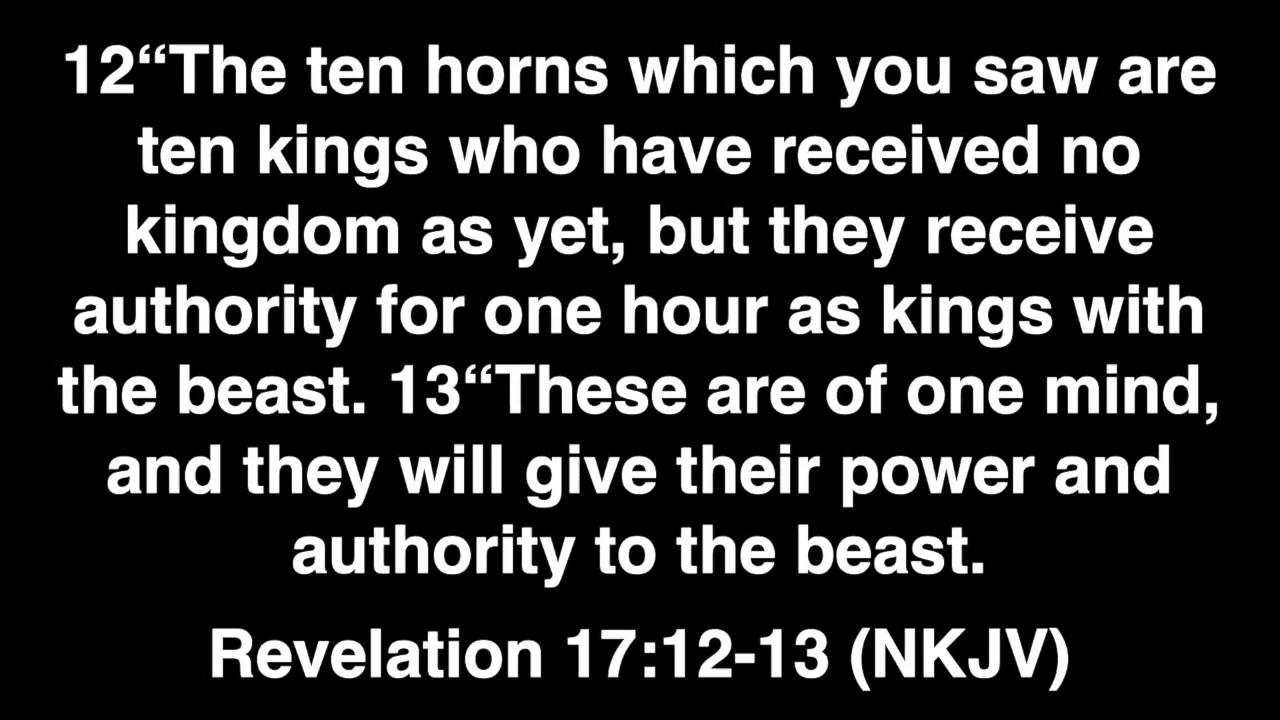 12“The ten horns which you saw are
ten kings who have received no
kingdom as yet, but they receive
authority for one hour as kings with
the beast. 13“These are of one mind,
and they will give their power and
authority to the beast.
Revelation 17:12-13 (NKJV)